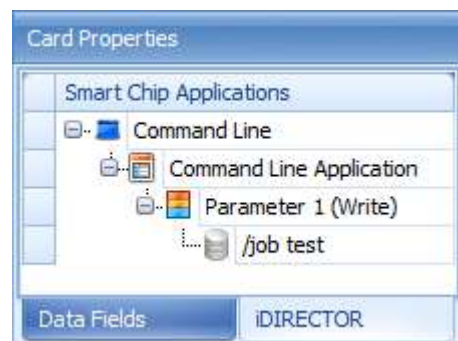 Card Properties
Smart Chip Applications
Command Line
Command Line Application
Parameter 1 (Write)
/job test
Data Fields iDIRECTOR